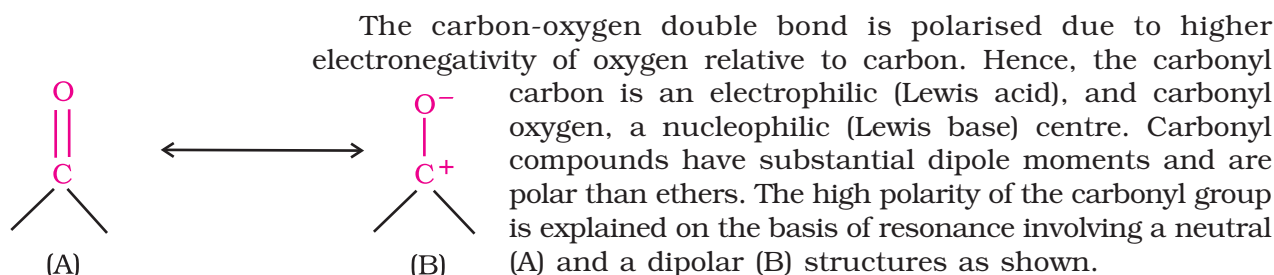 The carbon-oxygen double bond is polarised due to higher
electronegativity of oxygen relative to carbon. Hence, the carbonyl
carbon is an electrophilic (Lewis acid), and carbonyl
oxygen, a nucleophilic (Lewis base) centre. Carbonyl
compounds have substantial dipole moments and are
polar than ethers. The high polarity of the carbonyl group
is explained on the basis of resonance involving a neutral
(A) and a dipolar (B) structures as shown.
O
C
(A)
O−
C+
(B)